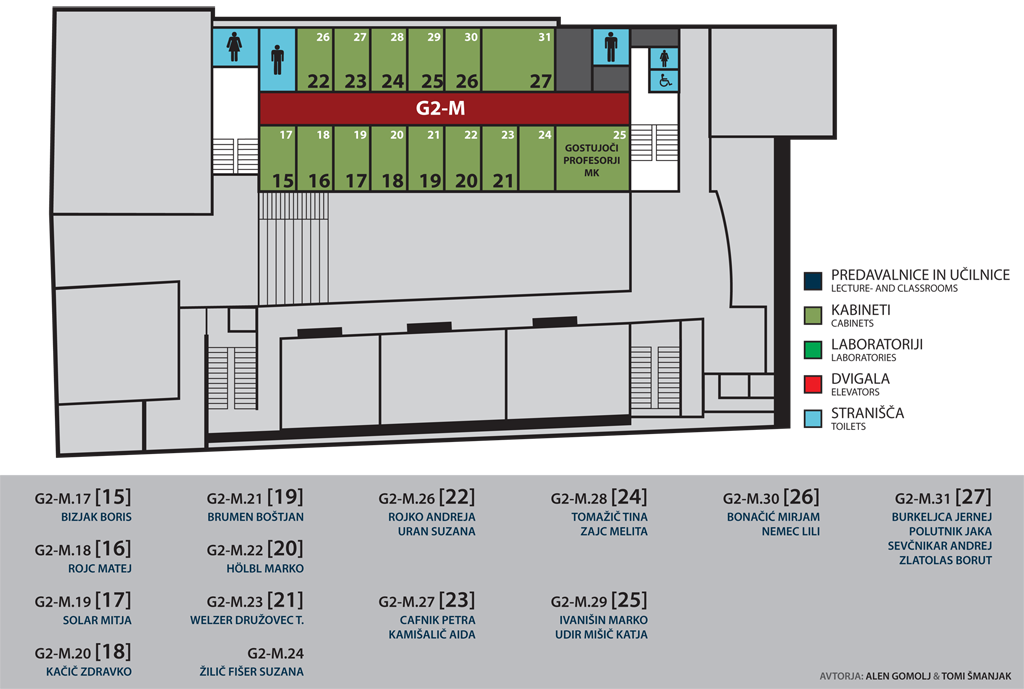 26 27 28 29 30 31
22 23 24 25 26 27
G2-M
17 18 19 20 21 22 23 24 25
GOSTUJOČI
PROFESORJI
MK
15 16 17 18 19 20 21
PREDAVALNICE IN UČILNICE
LECTURE- AND CLASSROOMS
KABINETI
CABINETS
LABORATORIJI
LABORATORIES
DVIGALA
ELEVATORS
STRANIŠČA
TOILETS
G2-M.17 [15]
BIZJAK BORIS
G2-M.18 [16]
ROJC MATEJ
G2-M.19 [17]
SOLAR MITJA
G2-M.20 [18]
KAČIČ ZDRAVKO
G2-M.21 [19]
BRUMEN BOŠTJAN
G2-M.22 [20]
HÖLBL MARKO
G2-M.23 [21]
WELZER DRUŽOVEC T.
G2-M.24
ŽILIČ FIŠER SUZANA
G2-M.26 [22]
ROJKO ANDREJA
URAN SUZANA
G2-M.27 [23]
CAFNIK PETRA
KAMIŠALIČ AIDA
G2-M.28 [24]
TOMAŽIČ TINA
ZAJC MELITA
G2-M.29 [25]
IVANIŠIN MARKO
UDIR MIŠIČ KATJA
G2-M.30 [26]
BONAČIĆ MIRJAM
NEMEC LILI
G2-M.31 [27]
BURKELJCA JERNEJ
POLUTNIK JAKA
SEVČNIKAR ANDREJ
ZLATOLAS BORUT
AVTORJA: ALEN GOMOLJ & TOMI ŠMANJAK